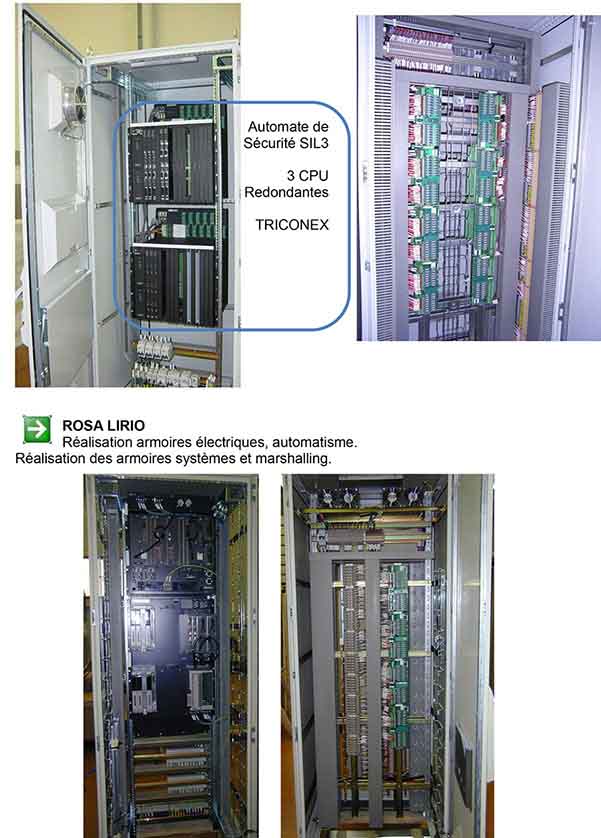 Automate de
Sécurité SIL3
3 CPU
Redondantes
TRICONEX
ROSA LIRIO
Réalisation armoires électriques, automatisme.
Réalisation des armoires systèmes et marshalling.